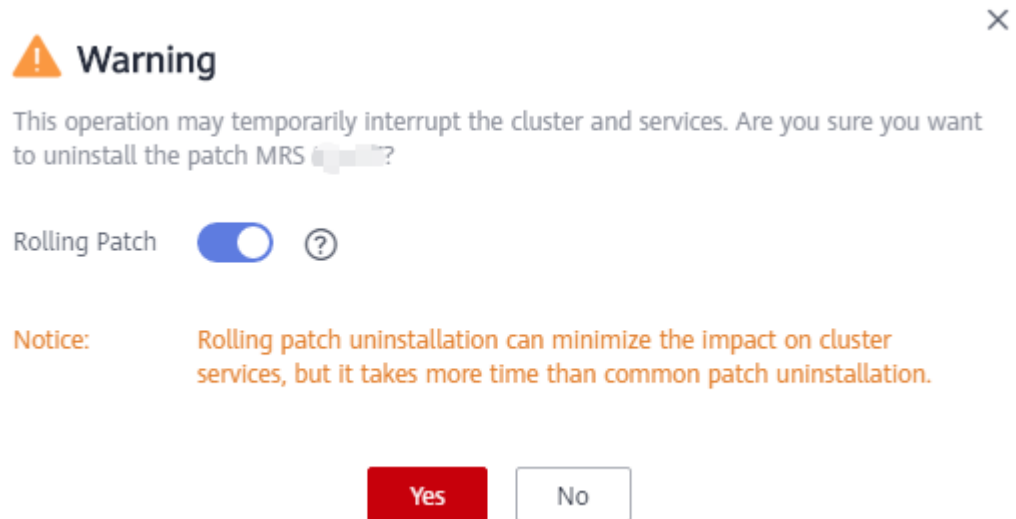 Warning
This operation may temporarily interrupt the cluster and services. Are you sure you want
to uninstall the patch MRS ?
Rolling Patch
Notice:
Rolling patch uninstallation can minimize the impact on cluster
services, but it takes more time than common patch uninstallation.
Yes
No